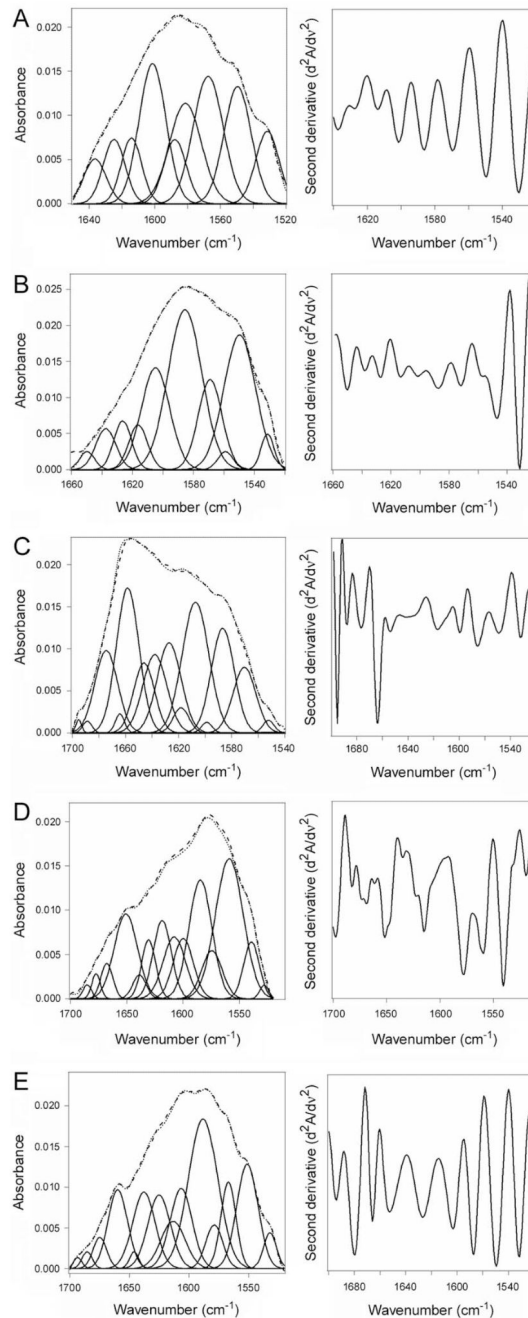 A
Absorbance
0.020
0.015
0.010
0.005
0.000
1640 1600 1560 1520
Wavenumber (cm-1)
Second derivative (d2A/dv2)
1620 1580 1540
Wavenumber (cm-1)
B
Absorbance
0.025
0.020
0.015
0.010
0.005
0.000
1660 1620 1580 1540
Wavenumber (cm-1)
Second derivative (d2A/dv2)
1660 1620 1580 1540
Wavenumber (cm-1)
C
Absorbance
0.020
0.015
0.010
0.005
0.000
1700 1660 1620 1580 1540
Wavenumber (cm-1)
Second derivative (d2A/dv2)
1680 1640 1600 1560
Wavenumber (cm-1)
D
Absorbance
0.020
0.015
0.010
0.005
0.000
1700 1650 1600 1550
Wavenumber (cm-1)
Second derivative (d2A/dv2)
1700 1650 1600 1550
Wavenumber (cm-1)
E
Absorbance
0.020
0.015
0.010
0.005
0.000
1700 1650 1600 1550
Wavenumber (cm-1)
Second derivative (d2A/dv2)
1680 1640 1600 1560
Wavenumber (cm-1)